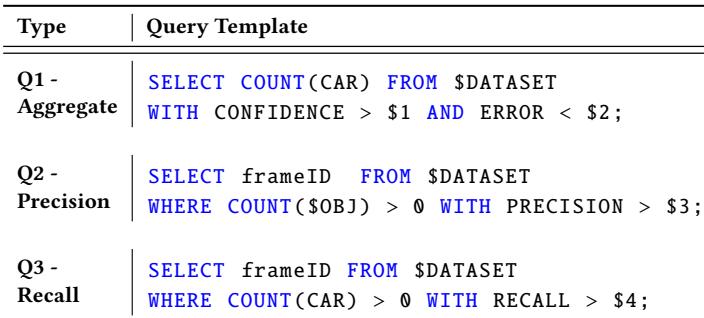 Type Query Template
Q1 - SELECT COUNT(CAR) FROM $DATASET
Aggregate WITH CONFIDENCE > $1 AND ERROR < $2;
Q2 - SELECT frameID FROM $DATASET
Precision WHERE COUNT($OBJ) > 0 WITH PRECISION > $3;
Q3 - SELECT frameID FROM $DATASET
Recall WHERE COUNT(CAR) > 0 WITH RECALL > $4;